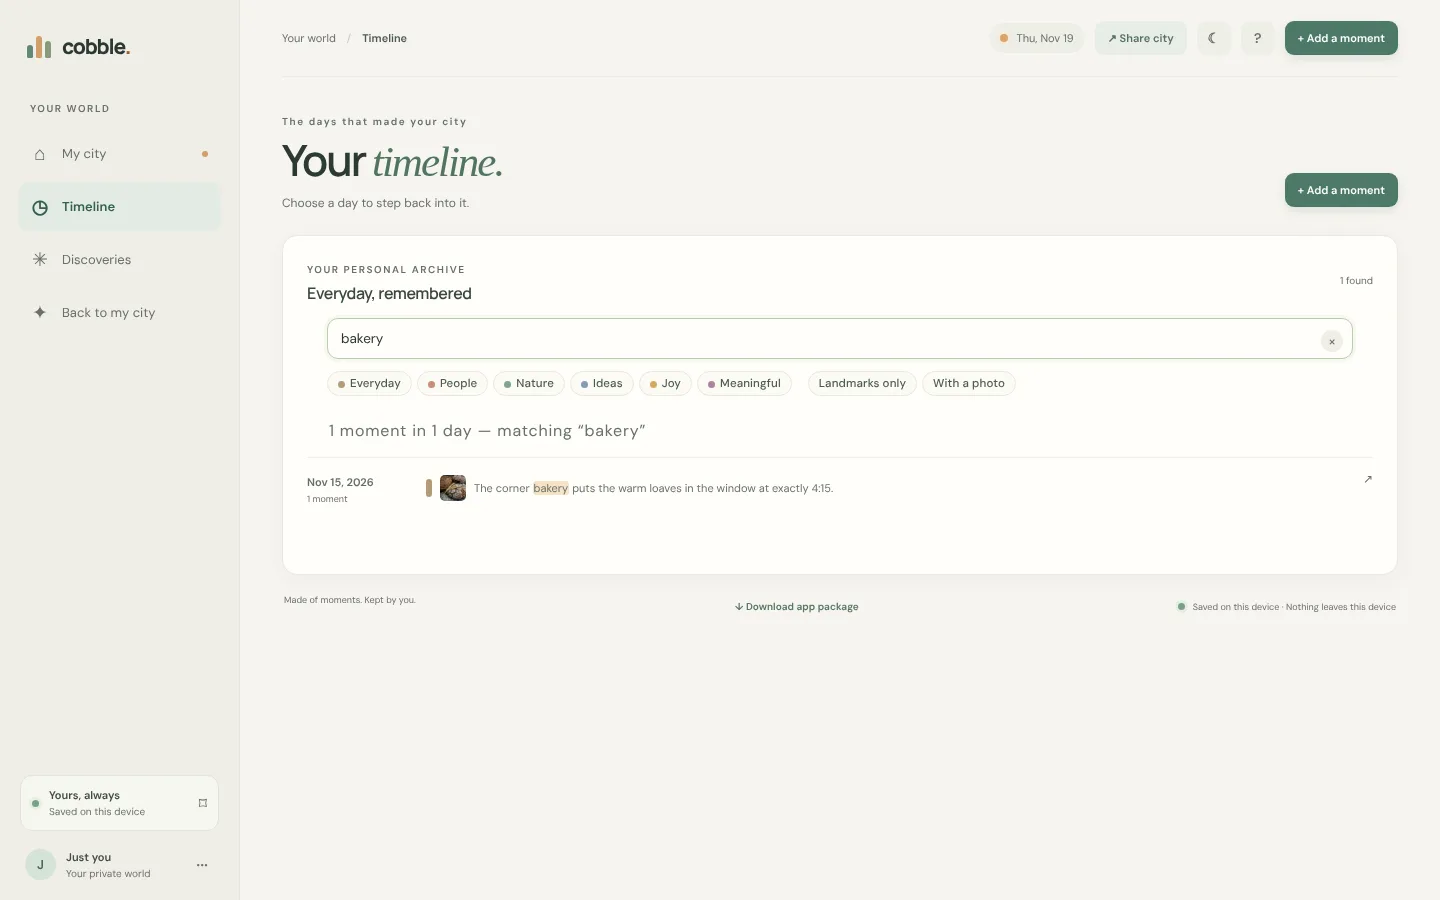 cobble.
YOUR WORLD
My city
Timeline
Discoveries
Back to my city
Yours, always
Saved on this device
J
Just you
Your private world
Your world / Timeline
Thu, Nov 19
↗ Share city
?
+ Add a moment
The days that made your city
Your timeline.
Choose a day to step back into it.
+ Add a moment
YOUR PERSONAL ARCHIVE
Everyday, remembered
1 found
bakery
×
Everyday
People
Nature
Ideas
Joy
Meaningful
Landmarks only
With a photo
1 moment in 1 day — matching “bakery”
Nov 15, 2026
1 moment
The corner bakery puts the warm loaves in the window at exactly 4:15.
↗
Made of moments. Kept by you.
↓ Download app package
Saved on this device · Nothing leaves this device